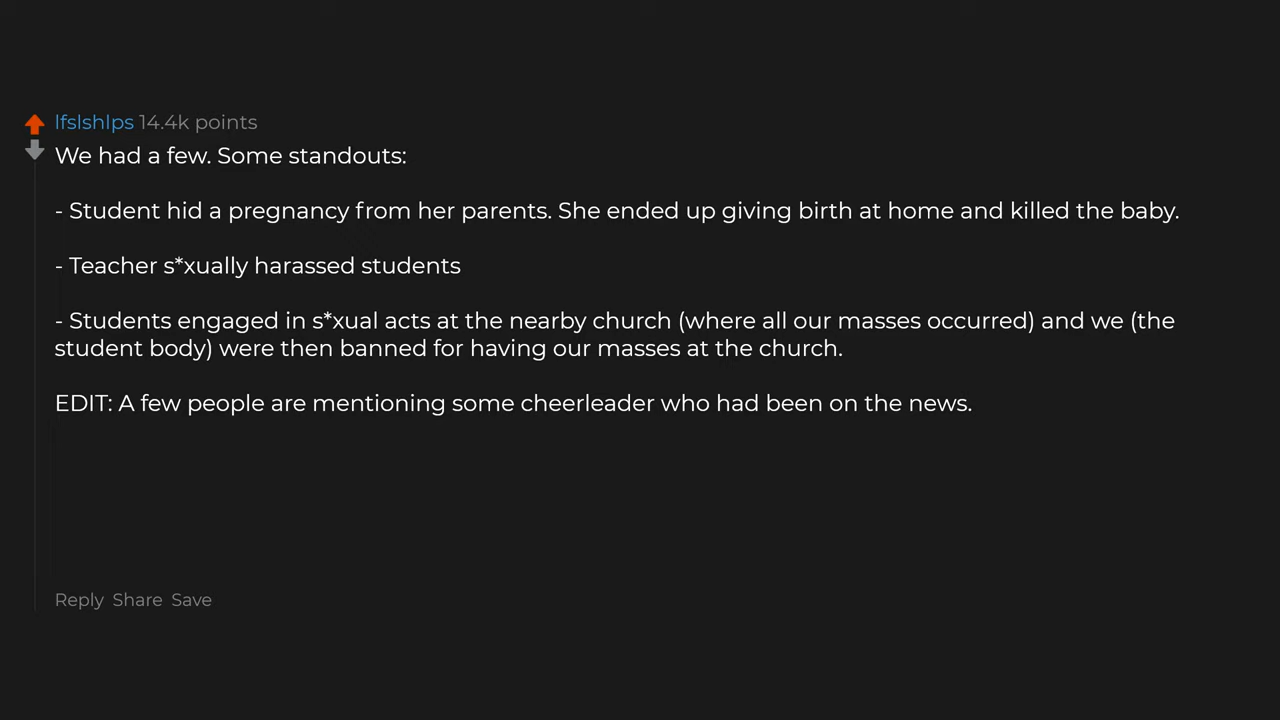 lfslshlps 14.4k points
We had a few. Some standouts:
- Student hid a pregnancy from her parents. She ended up giving birth at home and killed the baby.
- Teacher s*xually harassed students
- Students engaged in s*xual acts at the nearby church (where all our masses occurred) and we (the
student body) were then banned for having our masses at the church.
EDIT: A few people are mentioning some cheerleader who had been on the news.
Reply Share Save